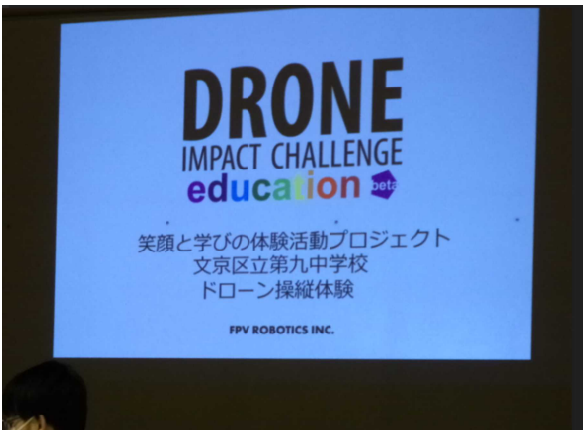 DRONE
IMPACT CHALLENGE
education beta
笑顔と学びの体験活動プロジェクト
文京区立第九中学校
ドローン操縦体験
FPV ROBOTICS INC.